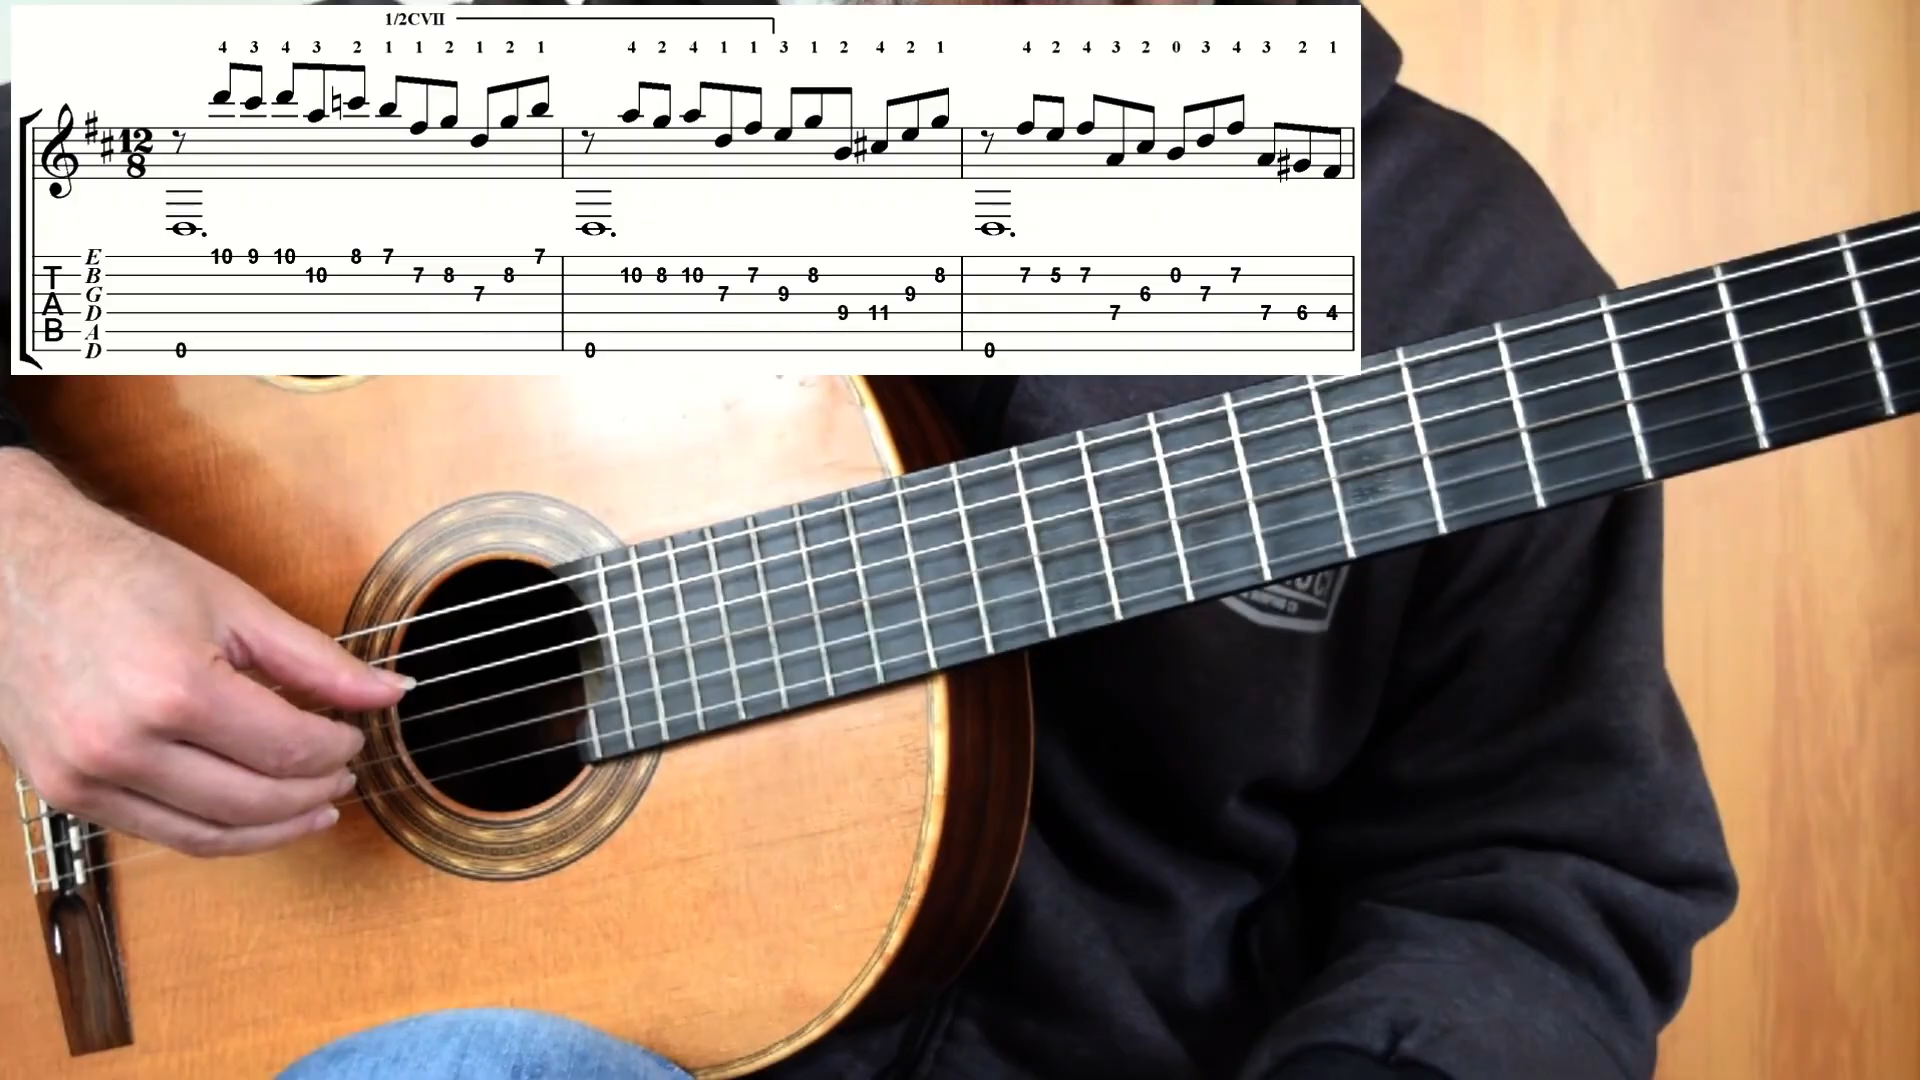 1/2CVII
4 3 4 3 2 1 1 2 1 2 1 4 2 4 1 1 3 1 2 4 2 1 4 2 4 3 2 0 3 4 3 2 1
12
8
E 10 9 10 8 7 7
B 10 7 8 8 10 8 10 7 8 8 7 5 7 0 7
G 7 7 9 9 6 7
D 9 11 7 7 6 4
A
D 0 0 0
TAB